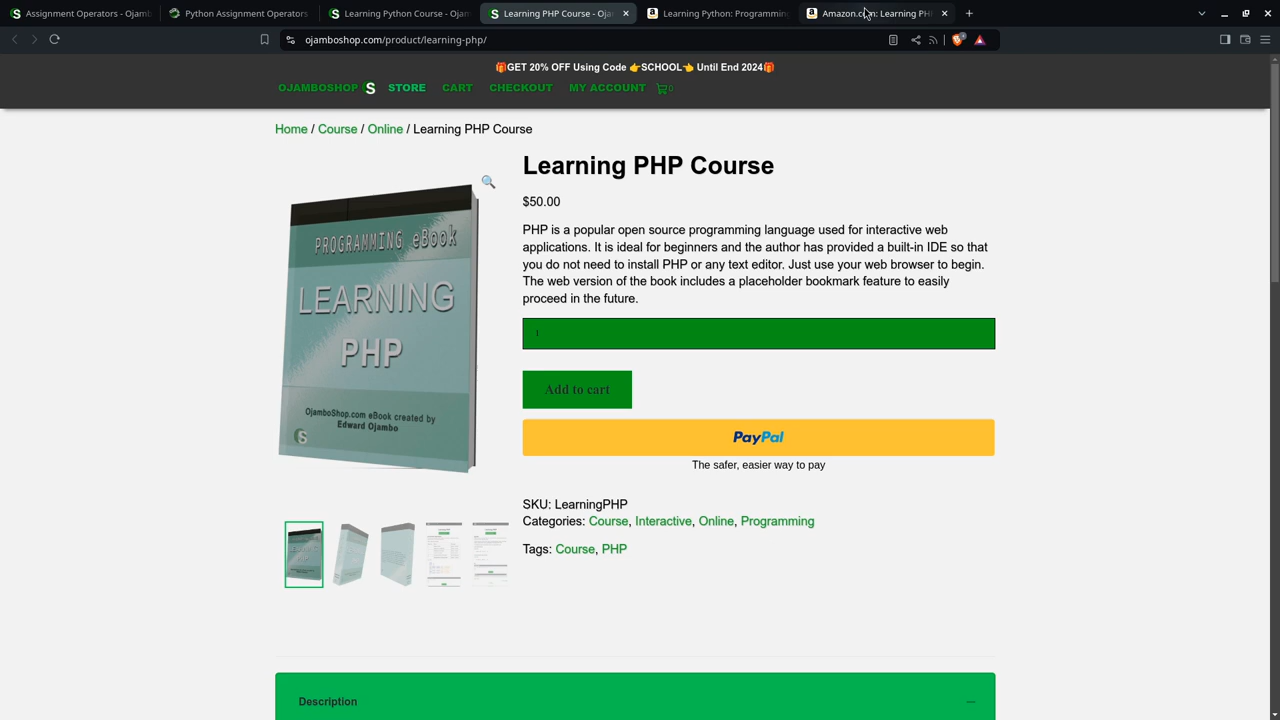 Assignment Operators - Ojamb
Python Assignment Operators
Learning Python Course - Ojam
Learning PHP Course - Oja
Learning Python: Programming
Amazon.com: Learning PH
ojamboshop.com/product/learning-php/
🎁GET 20% OFF Using Code 👉SCHOOL👈 Until End 2024🎁
OJAMBOSHOP S STORE CART CHECKOUT MY ACCOUNT 0
Home / Course / Online / Learning PHP Course
Learning PHP Course
$50.00
PHP is a popular open source programming language used for interactive web
applications. It is ideal for beginners and the author has provided a built-in IDE so that
you do not need to install PHP or any text editor. Just use your web browser to begin.
The web version of the book includes a placeholder bookmark feature to easily
proceed in the future.
1
Add to cart
PayPal
The safer, easier way to pay
SKU: LearningPHP
Categories: Course, Interactive, Online, Programming
Tags: Course, PHP
PROGRAMMING eBook
LEARNING
PHP
OjamboShop.com eBook created by
Edward Ojambo
S
Description